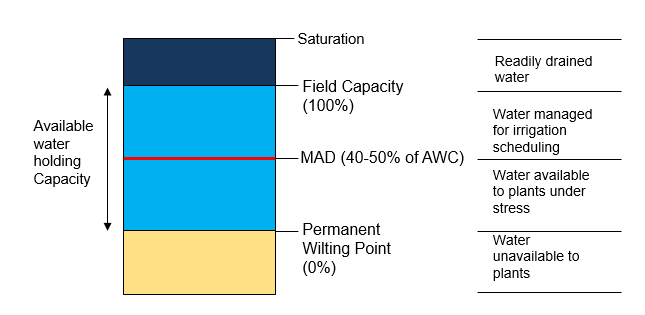 Saturation
Readily drained
water
Field Capacity
(100%)
Available
water
holding
Capacity
Water managed
for irrigation
scheduling
MAD (40-50% of AWC)
Water available
to plants under
stress
Permanent
Wilting Point
(0%)
Water
unavailable to
plants